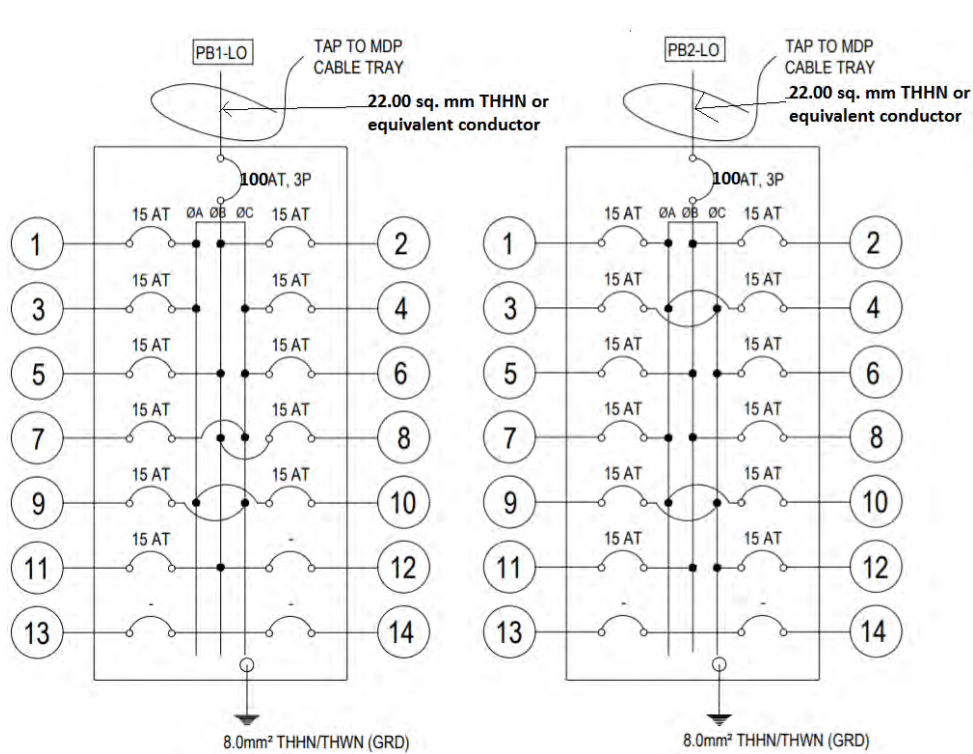 PB1-LO
TAP TO MDP
CABLE TRAY
22.00 sq. mm THHN or
equivalent conductor
100AT, 3P
15 AT ØA ØB ØC 15 AT
1 2
15 AT 15 AT
3 4
15 AT 15 AT
5 6
15 AT 15 AT
7 8
15 AT 15 AT
9 10
15 AT -
11 12
- -
13 14
8.0mm² THHN/THWN (GRD)
PB2-LO
TAP TO MDP
CABLE TRAY
22.00 sq. mm THHN or
equivalent conductor
100AT, 3P
15 AT ØA ØB ØC 15 AT
1 2
15 AT 15 AT
3 4
15 AT 15 AT
5 6
15 AT 15 AT
7 8
15 AT 15 AT
9 10
15 AT 15 AT
11 12
- -
13 14
8.0mm² THHN/THWN (GRD)